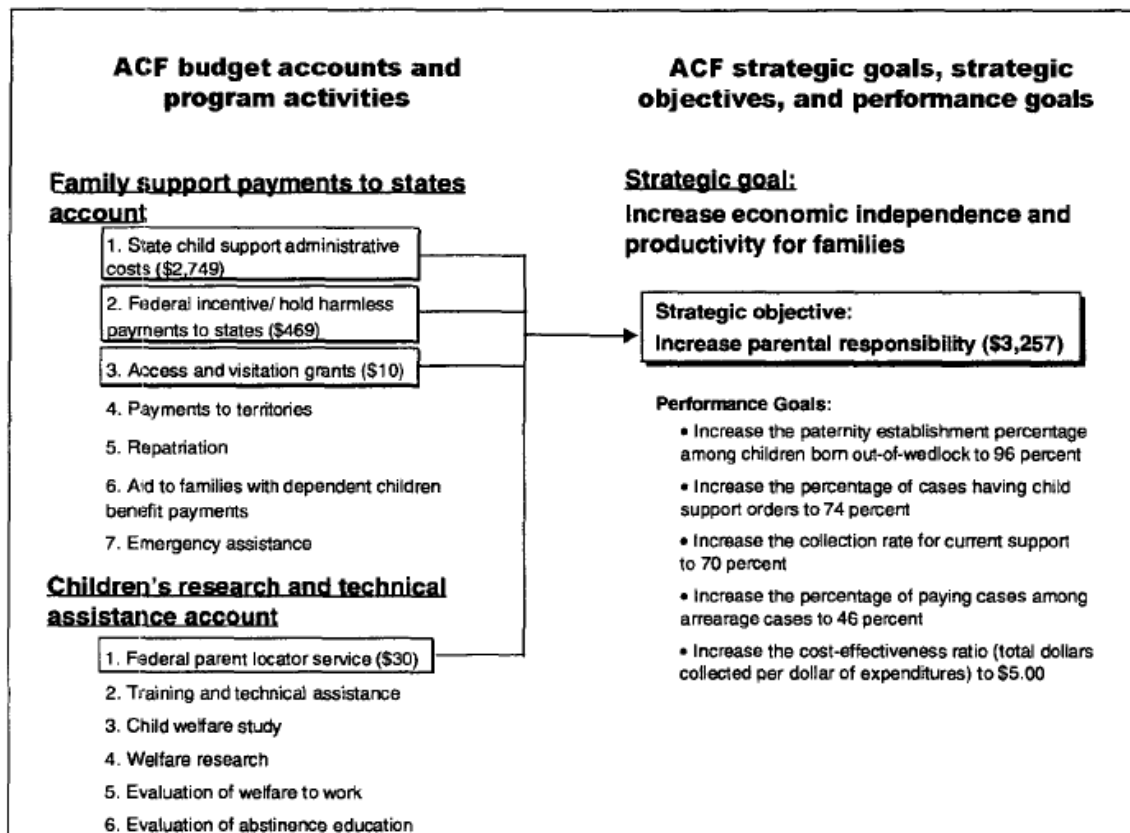 ACF budget accounts and
program activities
Family support payments to states
account
1. State child support administrative
costs ($2,749)
2. Federal incentive/ hold harmless
payments to states ($469)
3. Access and visitation grants ($10)
4. Payments to territories
5. Repatriation
6. Aid to families with dependent children
benefit payments
7. Emergency assistance
Children's research and technical
assistance account
1. Federal parent locator service ($30)
2. Training and technical assistance
3. Child welfare study
4. Welfare research
5. Evaluation of welfare to work
6. Evaluation of abstinence education
ACF strategic goals, strategic
objectives, and performance goals
Strategic goal:
Increase economic independence and
productivity for families
Strategic objective:
Increase parental responsibility ($3,257)
Performance Goals:
• Increase the paternity establishment percentage
among children born out-of-wedlock to 96 percent
• Increase the percentage of cases having child
support orders to 74 percent
• Increase the collection rate for current support
to 70 percent
• Increase the percentage of paying cases among
arrearage cases to 46 percent
• Increase the cost-effectiveness ratio (total dollars
collected per dollar of expenditures) to $5.00